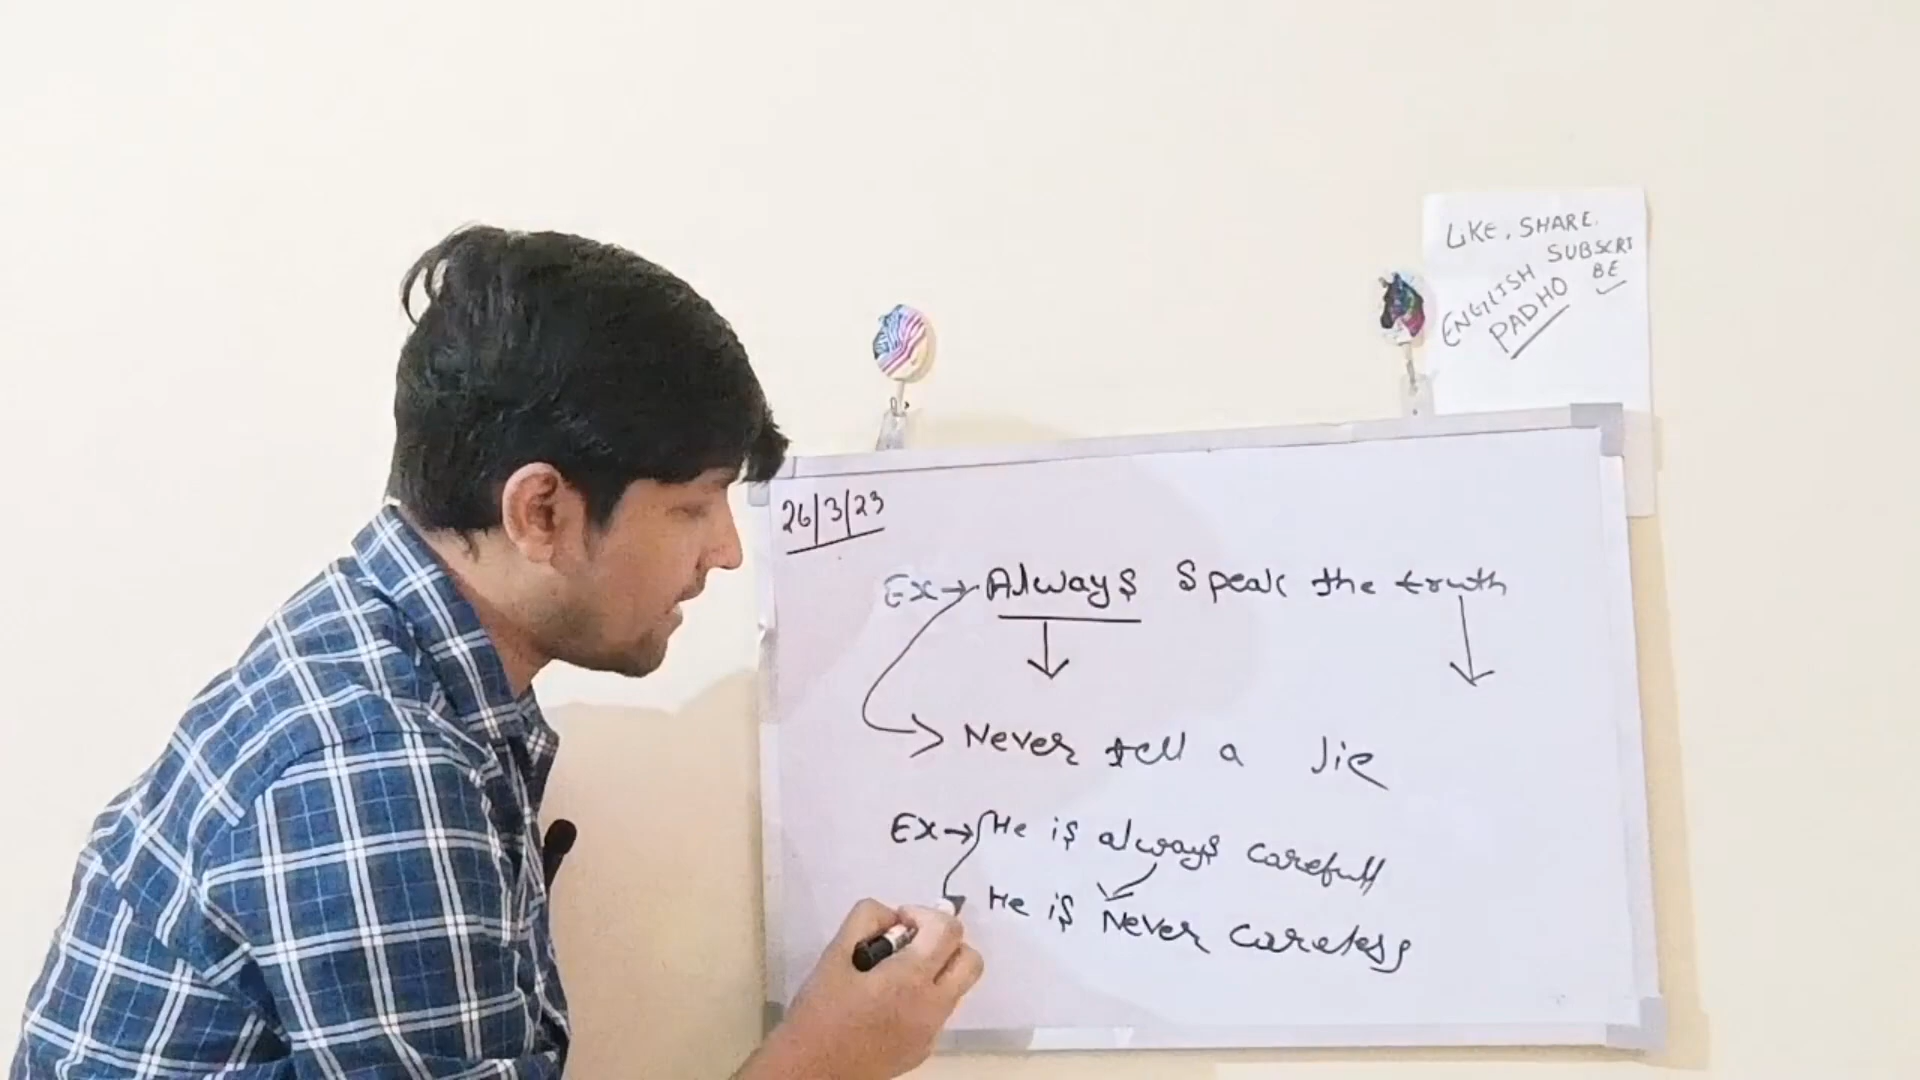 LIKE, SHARE,
SUBSCRI
BE
ENGLISH
PADHO
26/3/23
Ex→ Always speak the truth
Never tell a lie
Ex→ He is always carefull
He is Never careless